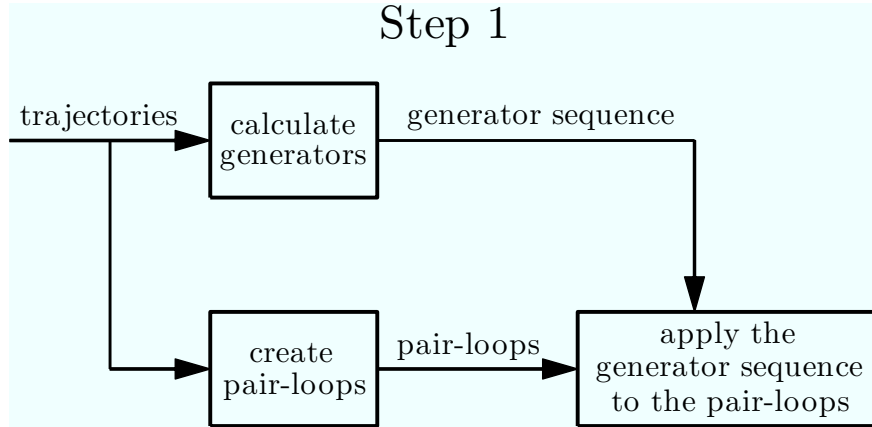 Step 1
trajectories
calculate
generators
generator sequence
create
pair-loops
pair-loops
apply the
generator sequence
to the pair-loops